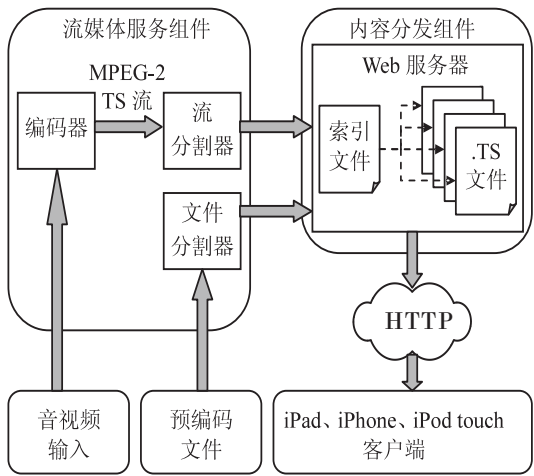 流媒体服务组件
MPEG-2
TS 流
编码器
流
分割器
文件
分割器
内容分发组件
Web 服务器
索引
文件
.TS
文件
HTTP
音视频
输入
预编码
文件
iPad、iPhone、iPod touch
客户端